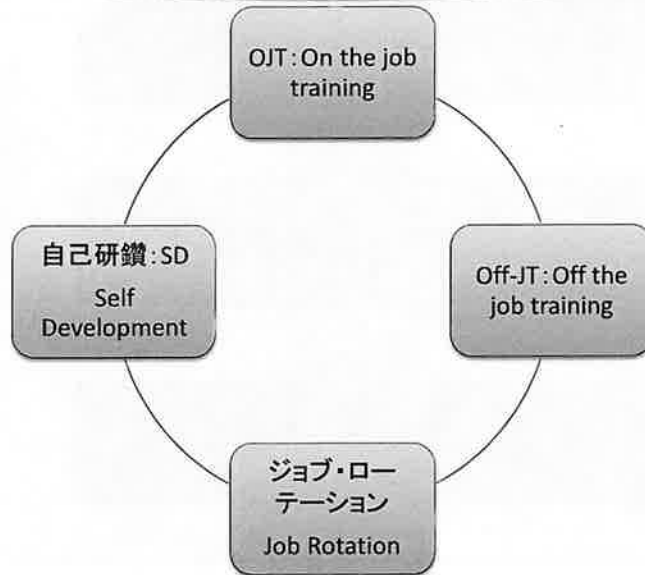 OJT：On the job
training
自己研鑽：SD
Self
Development
Off-JT：Off the
job training
ジョブ・ロー
テーション
Job Rotation